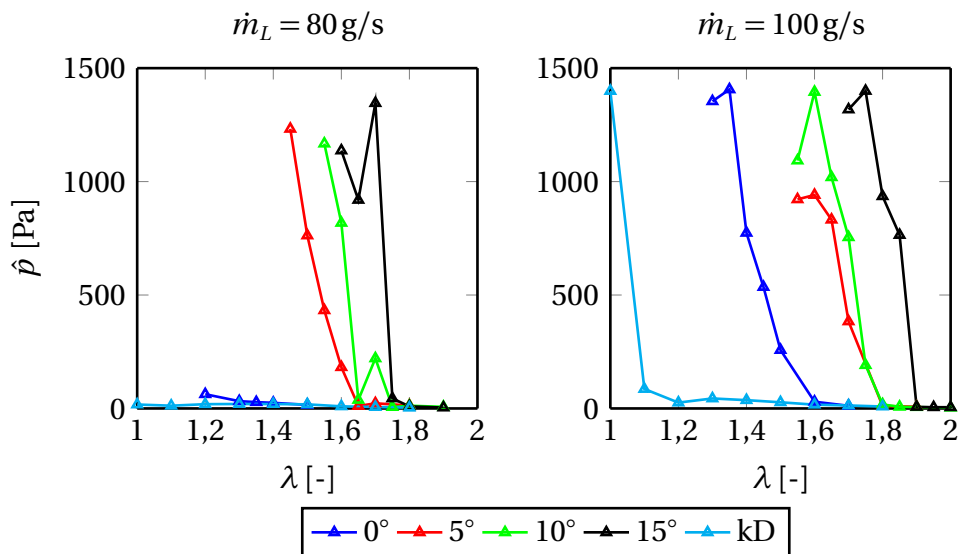 ṁ_L = 80 g/s
ṁ_L = 100 g/s
1500
1000
500
0
p̂ [Pa]
1 1,2 1,4 1,6 1,8 2
λ [-]
1500
1000
500
0
1 1,2 1,4 1,6 1,8 2
λ [-]
0° 5° 10° 15° kD